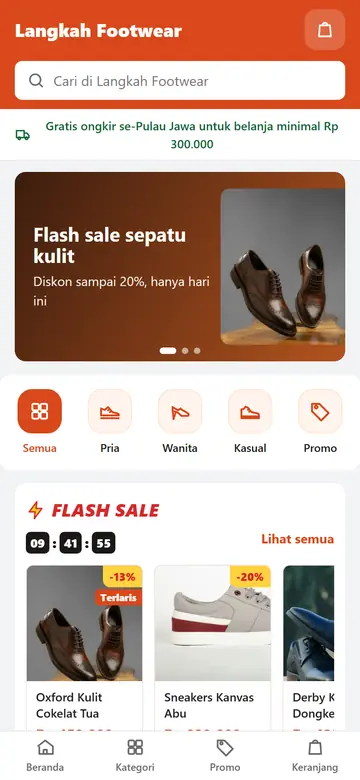 Langkah Footwear
Cari di Langkah Footwear
Gratis ongkir se-Pulau Jawa untuk belanja minimal Rp
300.000
Flash sale sepatu
kulit
Diskon sampai 20%, hanya hari
ini
Semua
Pria
Wanita
Kasual
Promo
FLASH SALE
09 : 41 : 55
Lihat semua
-13%
Terlaris
-20%
Oxford Kulit
Cokelat Tua
Sneakers Kanvas
Abu
Derby K
Dongke
Beranda
Kategori
Promo
Keranjang